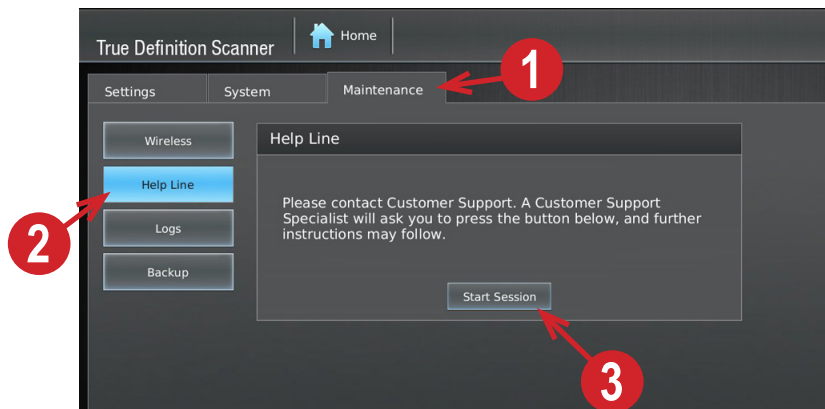 True Definition Scanner
Home
1
Settings
System
Maintenance
Wireless
Help Line
Help Line
Please contact Customer Support. A Customer Support
Specialist will ask you to press the button below, and further
instructions may follow.
2
Logs
Backup
Start Session
3